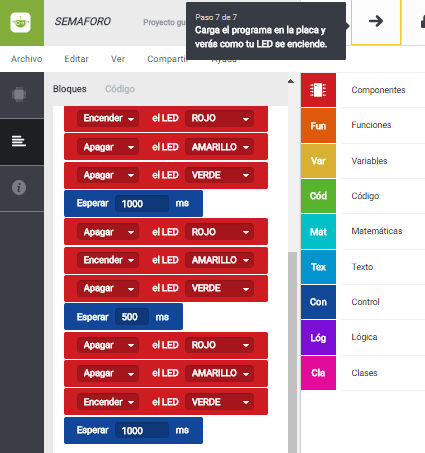 SEMAFORO
Proyecto gu
Paso 7 de 7
Carga el programa en la placa y
verás como tu LED se enciende.
Archivo
Editar
Ver
Compartir
Ayuda
Bloques
Código
Encender el LED ROJO
Apagar el LED AMARILLO
Apagar el LED VERDE
Esperar 1000 ms
Apagar el LED ROJO
Encender el LED AMARILLO
Apagar el LED VERDE
Esperar 500 ms
Apagar el LED ROJO
Apagar el LED AMARILLO
Encender el LED VERDE
Esperar 1000 ms
Componentes
Fun Funciones
Var Variables
Cód Código
Mat Matemáticas
Tex Texto
Con Control
Lóg Lógica
Cla Clases